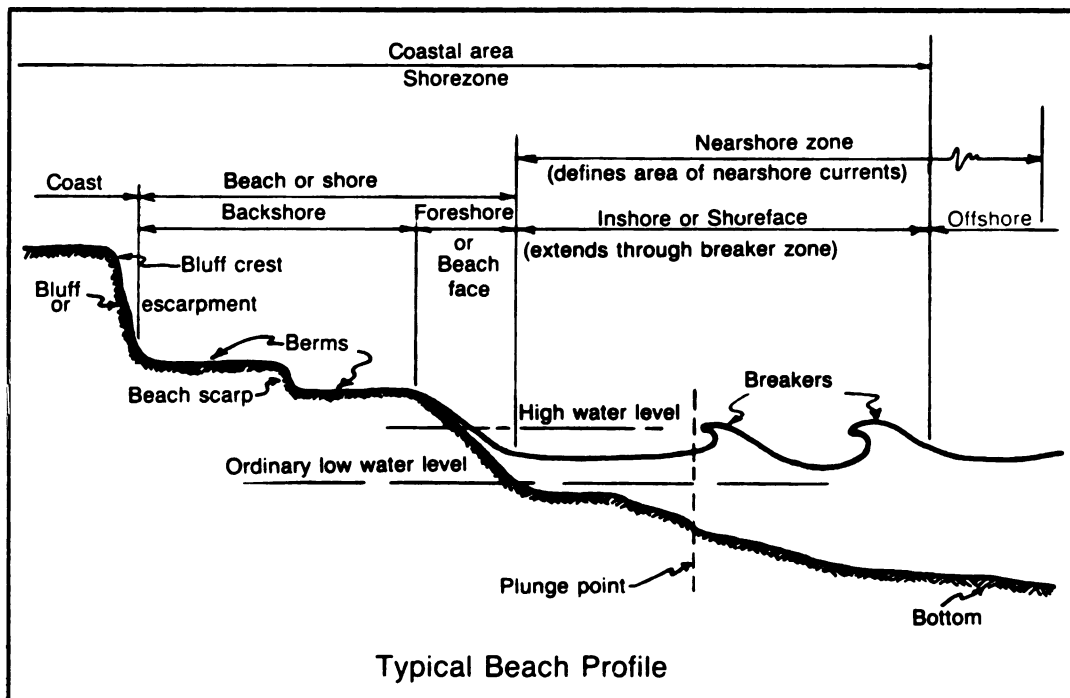 Coastal area
Shorezone
Nearshore zone
(defines area of nearshore currents)
Coast
Beach or shore
Backshore
Foreshore
or
Beach
face
Inshore or Shoreface
(extends through breaker zone)
Offshore
Bluff crest
Bluff
or escarpment
Berms
Beach scarp
Breakers
High water level
Ordinary low water level
Plunge point
Bottom
Typical Beach Profile